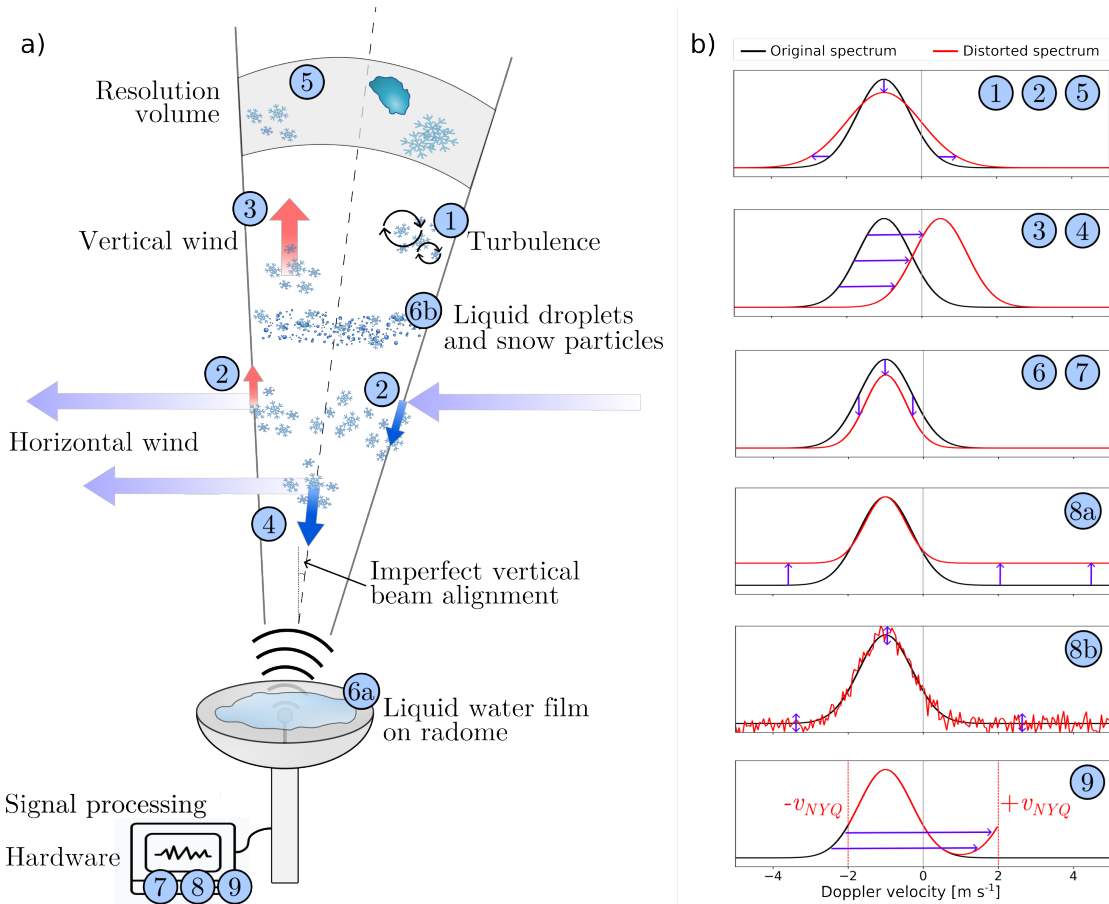 a)
5
Resolution
volume
3
Vertical wind
1
Turbulence
6b
Liquid droplets
and snow particles
2
2
Horizontal wind
4
Imperfect vertical
beam alignment
6a
Liquid water film
on radome
Signal processing
Hardware
7 8 9
b)
Original spectrum Distorted spectrum
1 2 5
3 4
6 7
8a
8b
9
-v_NYQ +v_NYQ
−4 −2 0 2 4
Doppler velocity [m s⁻¹]